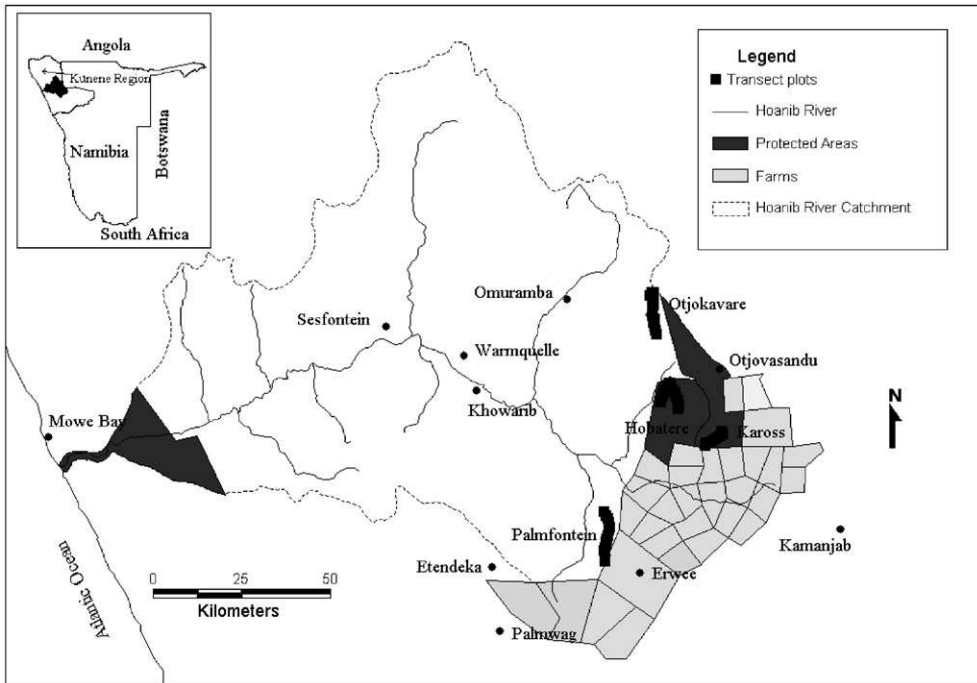 Angola
Kunene Region
Namibia
Botswana
South Africa
Legend
Transect plots
Hoanib River
Protected Areas
Farms
Hoanib River Catchment
Otjokavare
Omuramba
Sesfontein
Warmquelle
Otjovasandu
Khowarib
Mowe Bay
Hobatere
Kaross
N
Palmfontein
Kamanjab
Etendeka
Erwee
0 25 50
Kilometers
Palmwag
Atlantic Ocean